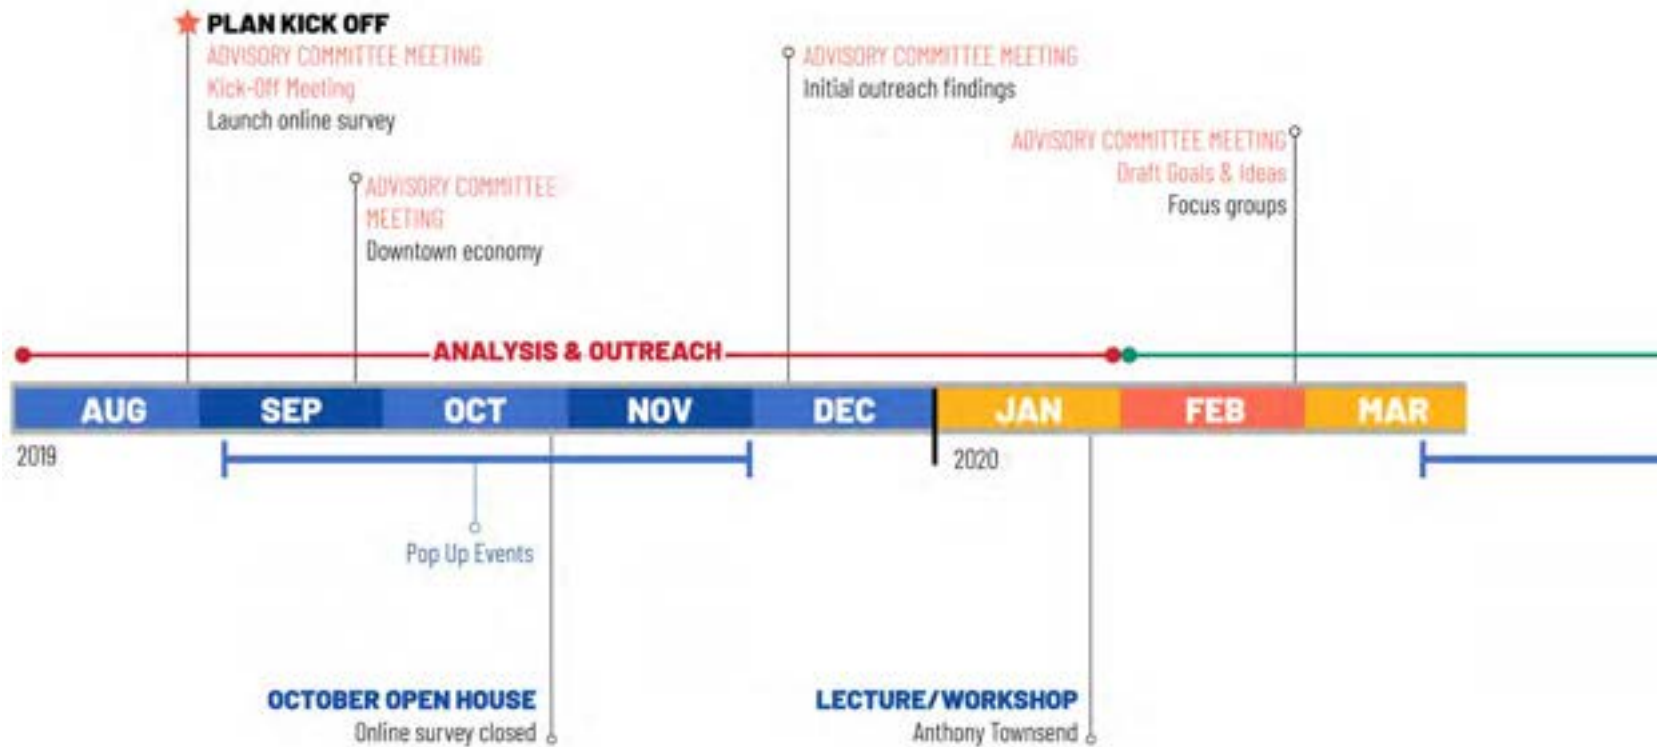 PLAN KICK OFF
ADVISORY COMMITTEE MEETING
Kick-Off Meeting
Launch online survey
ADVISORY COMMITTEE
MEETING
Downtown economy
ADVISORY COMMITTEE MEETING
Initial outreach findings
ADVISORY COMMITTEE MEETING
Draft Goals & Ideas
Focus groups
ANALYSIS & OUTREACH
AUG SEP OCT NOV DEC JAN FEB MAR
2019 2020
Pop Up Events
OCTOBER OPEN HOUSE
Online survey closed
LECTURE/WORKSHOP
Anthony Townsend